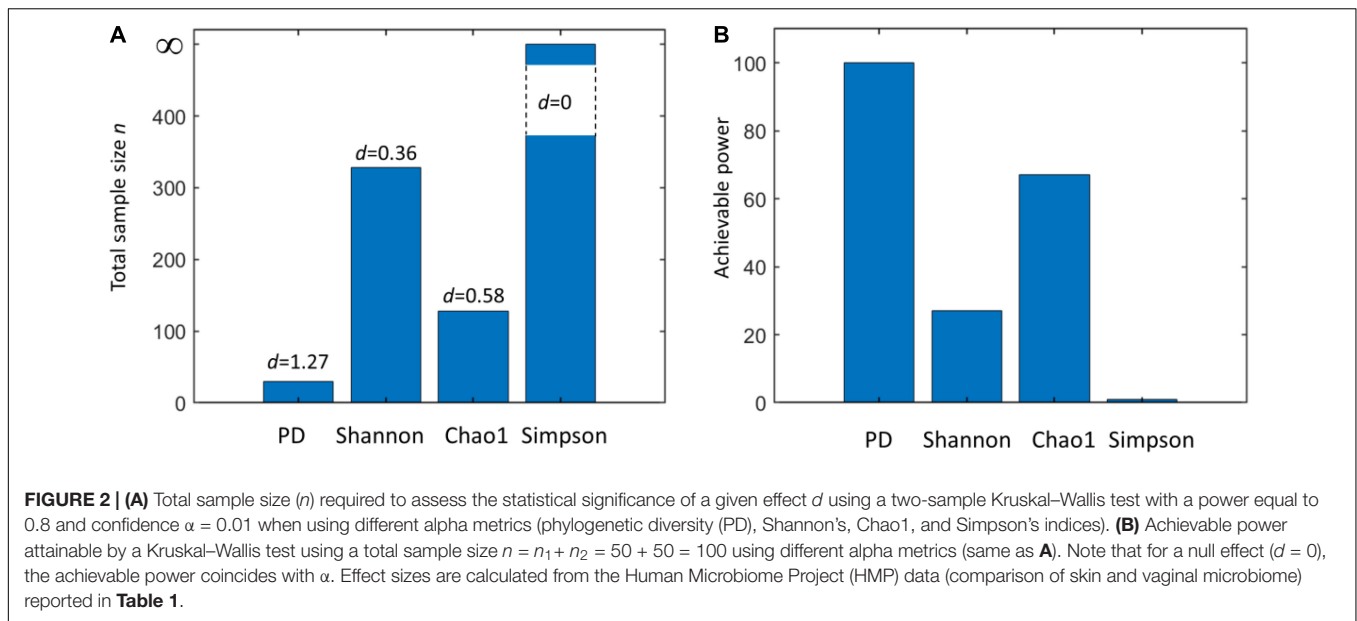 A
Total sample size n
∞
400
300
200
100
0
d=1.27
d=0.36
d=0.58
d=0
PD Shannon Chao1 Simpson
B
Achievable power
100
80
60
40
20
0
PD Shannon Chao1 Simpson
FIGURE 2 | (A) Total sample size (n) required to assess the statistical significance of a given effect d using a two-sample Kruskal–Wallis test with a power equal to
0.8 and confidence α = 0.01 when using different alpha metrics (phylogenetic diversity (PD), Shannon's, Chao1, and Simpson's indices). (B) Achievable power
attainable by a Kruskal–Wallis test using a total sample size n = n₁ + n₂ = 50 + 50 = 100 using different alpha metrics (same as A). Note that for a null effect (d = 0),
the achievable power coincides with α. Effect sizes are calculated from the Human Microbiome Project (HMP) data (comparison of skin and vaginal microbiome)
reported in Table 1.